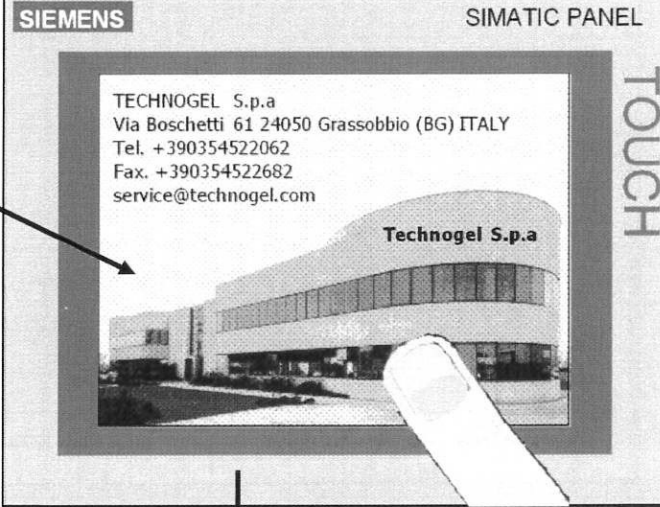 SIEMENS
SIMATIC PANEL
TOUCH
TECHNOGEL S.p.a
Via Boschetti 61 24050 Grassobbio (BG) ITALY
Tel. +390354522062
Fax. +390354522682
service@technogel.com
Technogel S.p.a